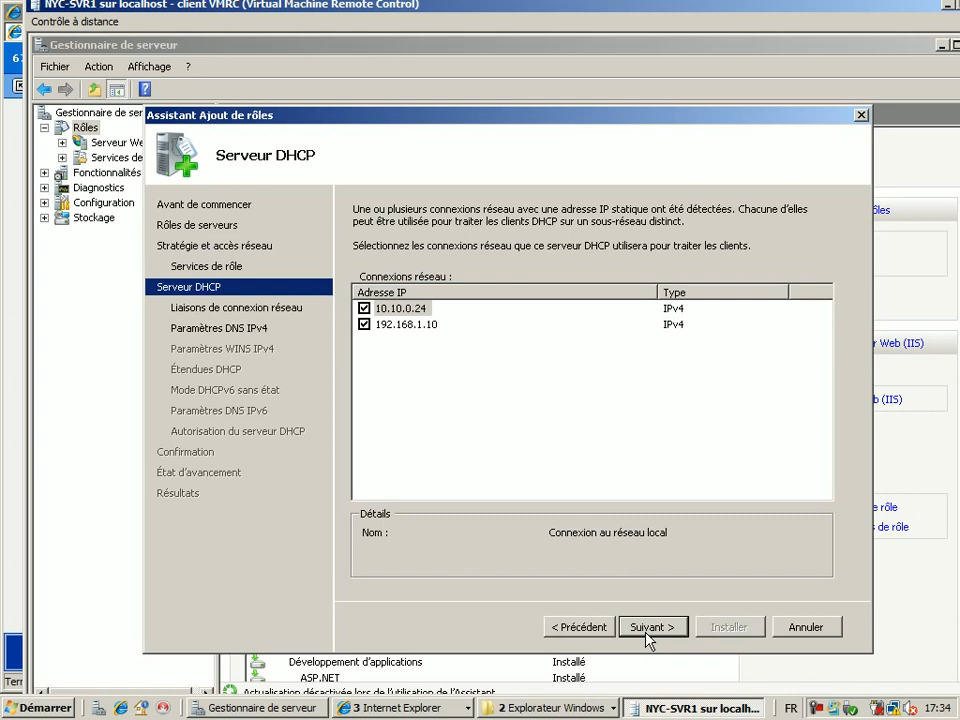 NYC-SVR1 sur localhost - client VMRC (Virtual Machine Remote Control)
Contrôle à distance
Gestionnaire de serveur
Fichier Action Affichage ?
Gestionnaire de ser
Rôles
Serveur We
Services de
Fonctionnalités
Diagnostics
Configuration
Stockage
Assistant Ajout de rôles
Serveur DHCP
Avant de commencer
Rôles de serveurs
Stratégie et accès réseau
Services de rôle
Serveur DHCP
Liaisons de connexion réseau
Paramètres DNS IPv4
Paramètres WINS IPv4
Étendues DHCP
Mode DHCPv6 sans état
Paramètres DNS IPv6
Autorisation du serveur DHCP
Confirmation
État d'avancement
Résultats
Une ou plusieurs connexions réseau avec une adresse IP statique ont été détectées. Chacune d'elles
peut être utilisée pour traiter les clients DHCP sur un sous-réseau distinct.
Sélectionnez les connexions réseau que ce serveur DHCP utilisera pour traiter les clients.
Connexions réseau :
Adresse IP Type
10.10.0.24 IPv4
192.168.1.10 IPv4
Détails
Nom : Connexion au réseau local
< Précédent Suivant > Installer Annuler
ôles
r Web (IIS)
b (IIS)
e rôle
s de rôle
Développement d'applications Installé
ASP.NET Installé
Actualisation désactivée lors de l'utilisation de l'Assistant
67
Term
Démarrer Gestionnaire de serveur 3 Internet Explorer 2 Explorateur Windows NYC-SVR1 sur localh... FR 17:34